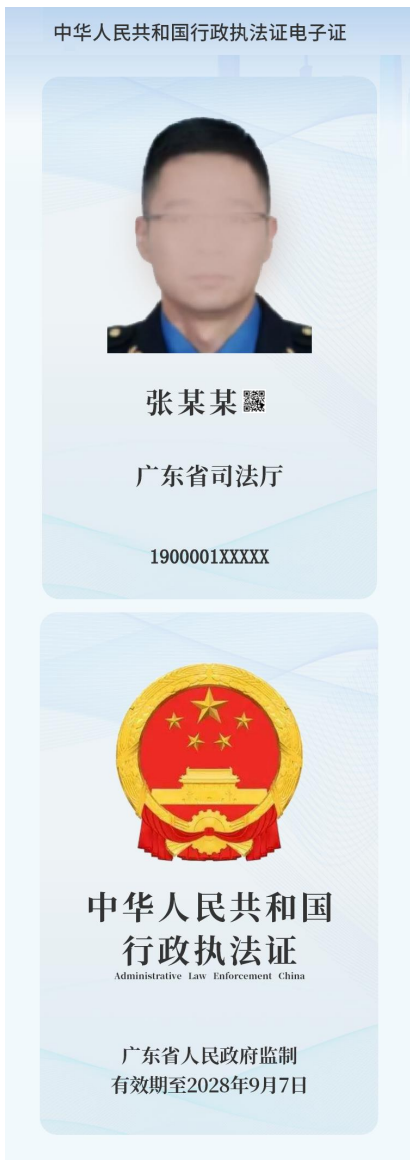 中华人民共和国行政执法证电子证
张某某
广东省司法厅
1900001XXXXX
中华人民共和国
行政执法证
Administrative Law Enforcement China
广东省人民政府监制
有效期至2028年9月7日